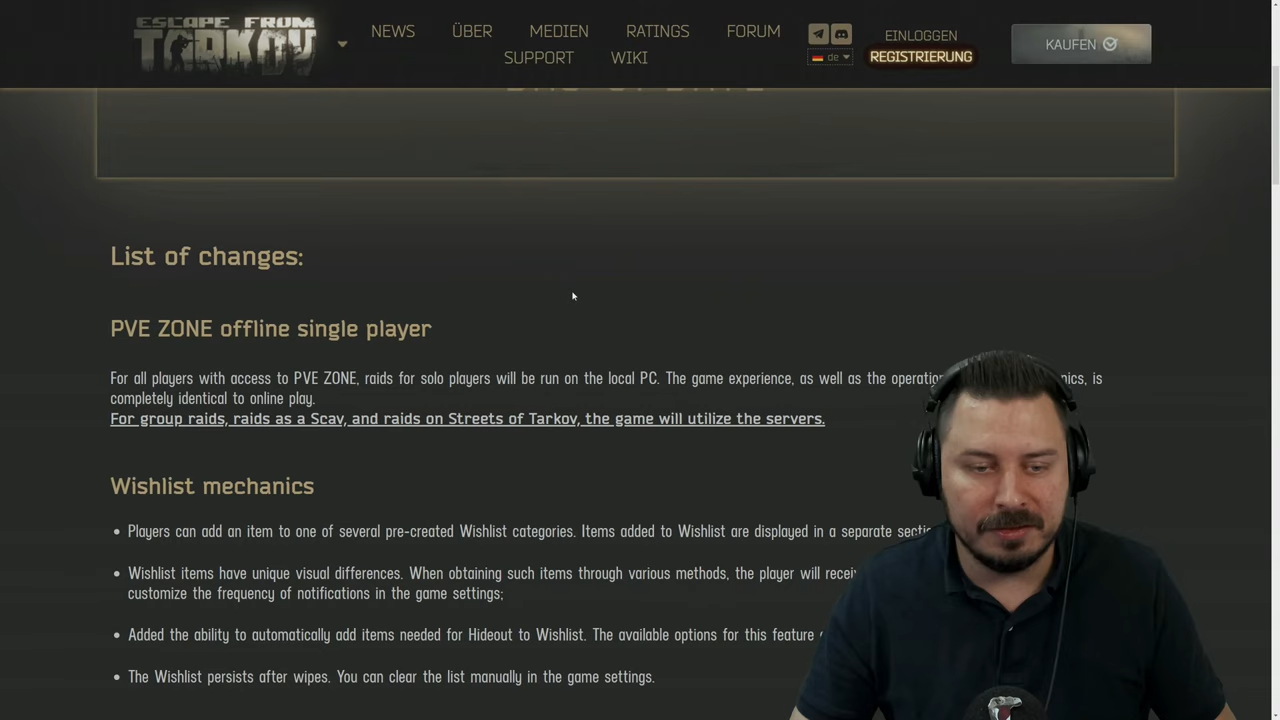 ESCAPE FROM
TARKOV
NEWS ÜBER MEDIEN RATINGS FORUM
SUPPORT WIKI
de
EINLOGGEN
REGISTRIERUNG
KAUFEN
List of changes:
PVE ZONE offline single player
For all players with access to PVE ZONE, raids for solo players will be run on the local PC. The game experience, as well as the is
completely identical to online play.
For group raids, raids as a Scav, and raids on Streets of Tarkov, the game will utilize the servers.
Wishlist mechanics
• Players can add an item to one of several pre-created Wishlist categories. Items added to Wishlist are displayed in a separate
• Wishlist items have unique visual differences. When obtaining such items through various methods, the player will
customize the frequency of notifications in the game settings;
• Added the ability to automatically add items needed for Hideout to Wishlist. The available options for this feature
• The Wishlist persists after wipes. You can clear the list manually in the game settings.